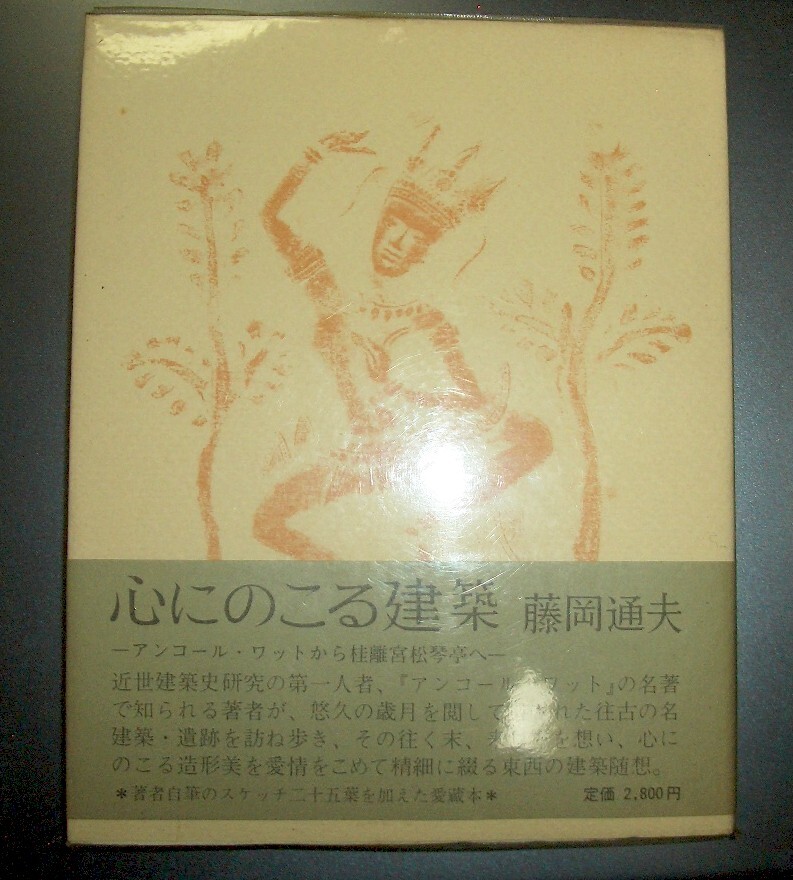 心にのこる建築 藤岡通夫
—アンコール・ワットから桂離宮松琴亭へ—
近世建築史研究の第一人者、『アンコール・ワット』の名著
で知られる著者が、悠久の歳月を閲して れた往古の名
建築・遺跡を訪ね歩き、その往く末、 を想い、心に
のこる造形美を愛情をこめて精細に綴る東西の建築随想。
*著者自筆のスケッチ二十五葉を加えた愛蔵本* 定価 2,800円